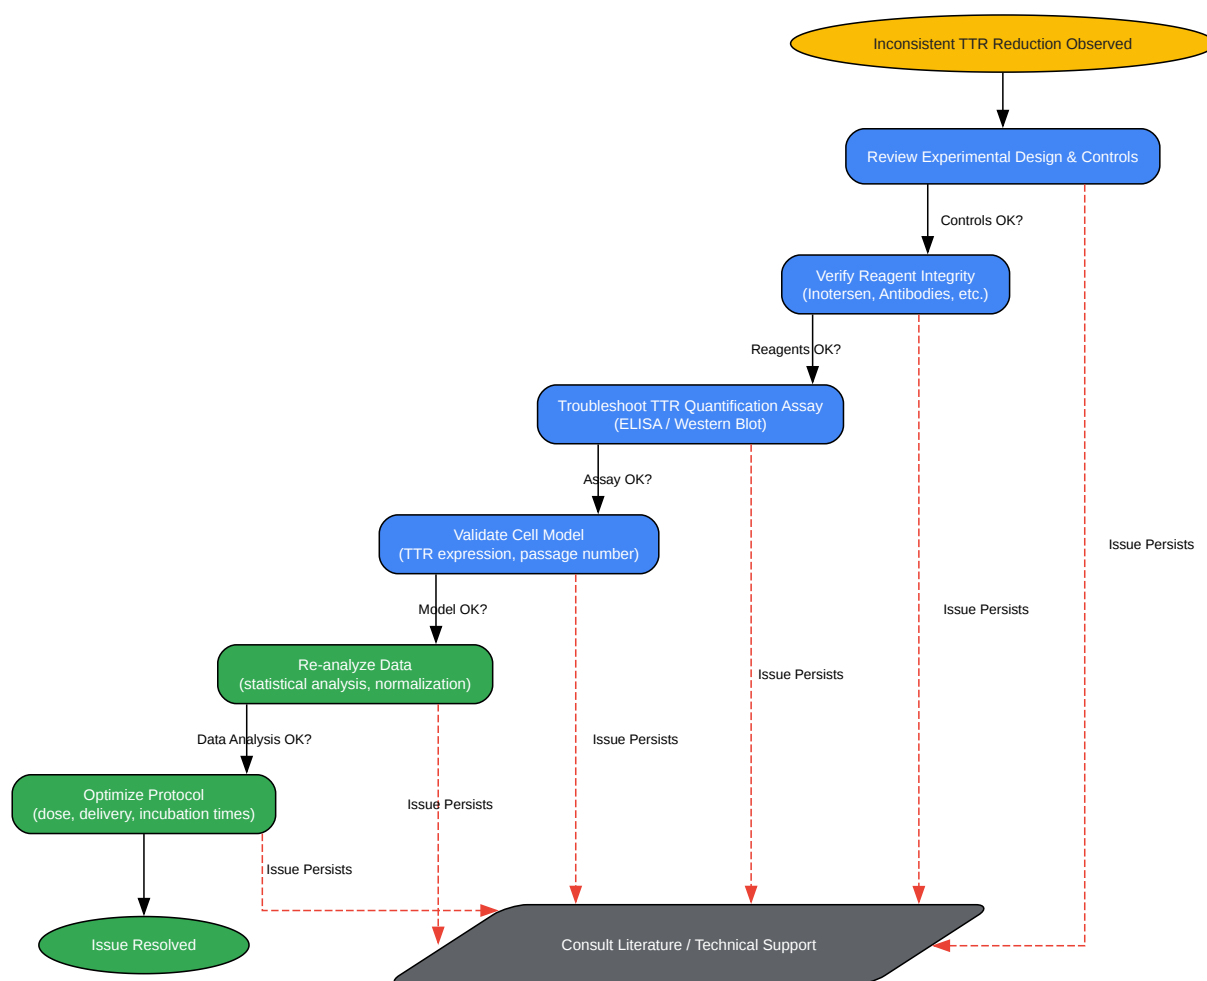 Inconsistent TTR Reduction Observed
Review Experimental Design & Controls
Controls OK?
Verify Reagent Integrity
(Inotersen, Antibodies, etc.)
Reagents OK?
Troubleshoot TTR Quantification Assay
(ELISA / Western Blot)
Assay OK?
Validate Cell Model
(TTR expression, passage number)
Issue Persists
Model OK?
Issue Persists
Re-analyze Data
(statistical analysis, normalization)
Issue Persists
Data Analysis OK?
Issue Persists
Optimize Protocol
(dose, delivery, incubation times)
Issue Persists
Issue Persists
Issue Resolved
Consult Literature / Technical Support